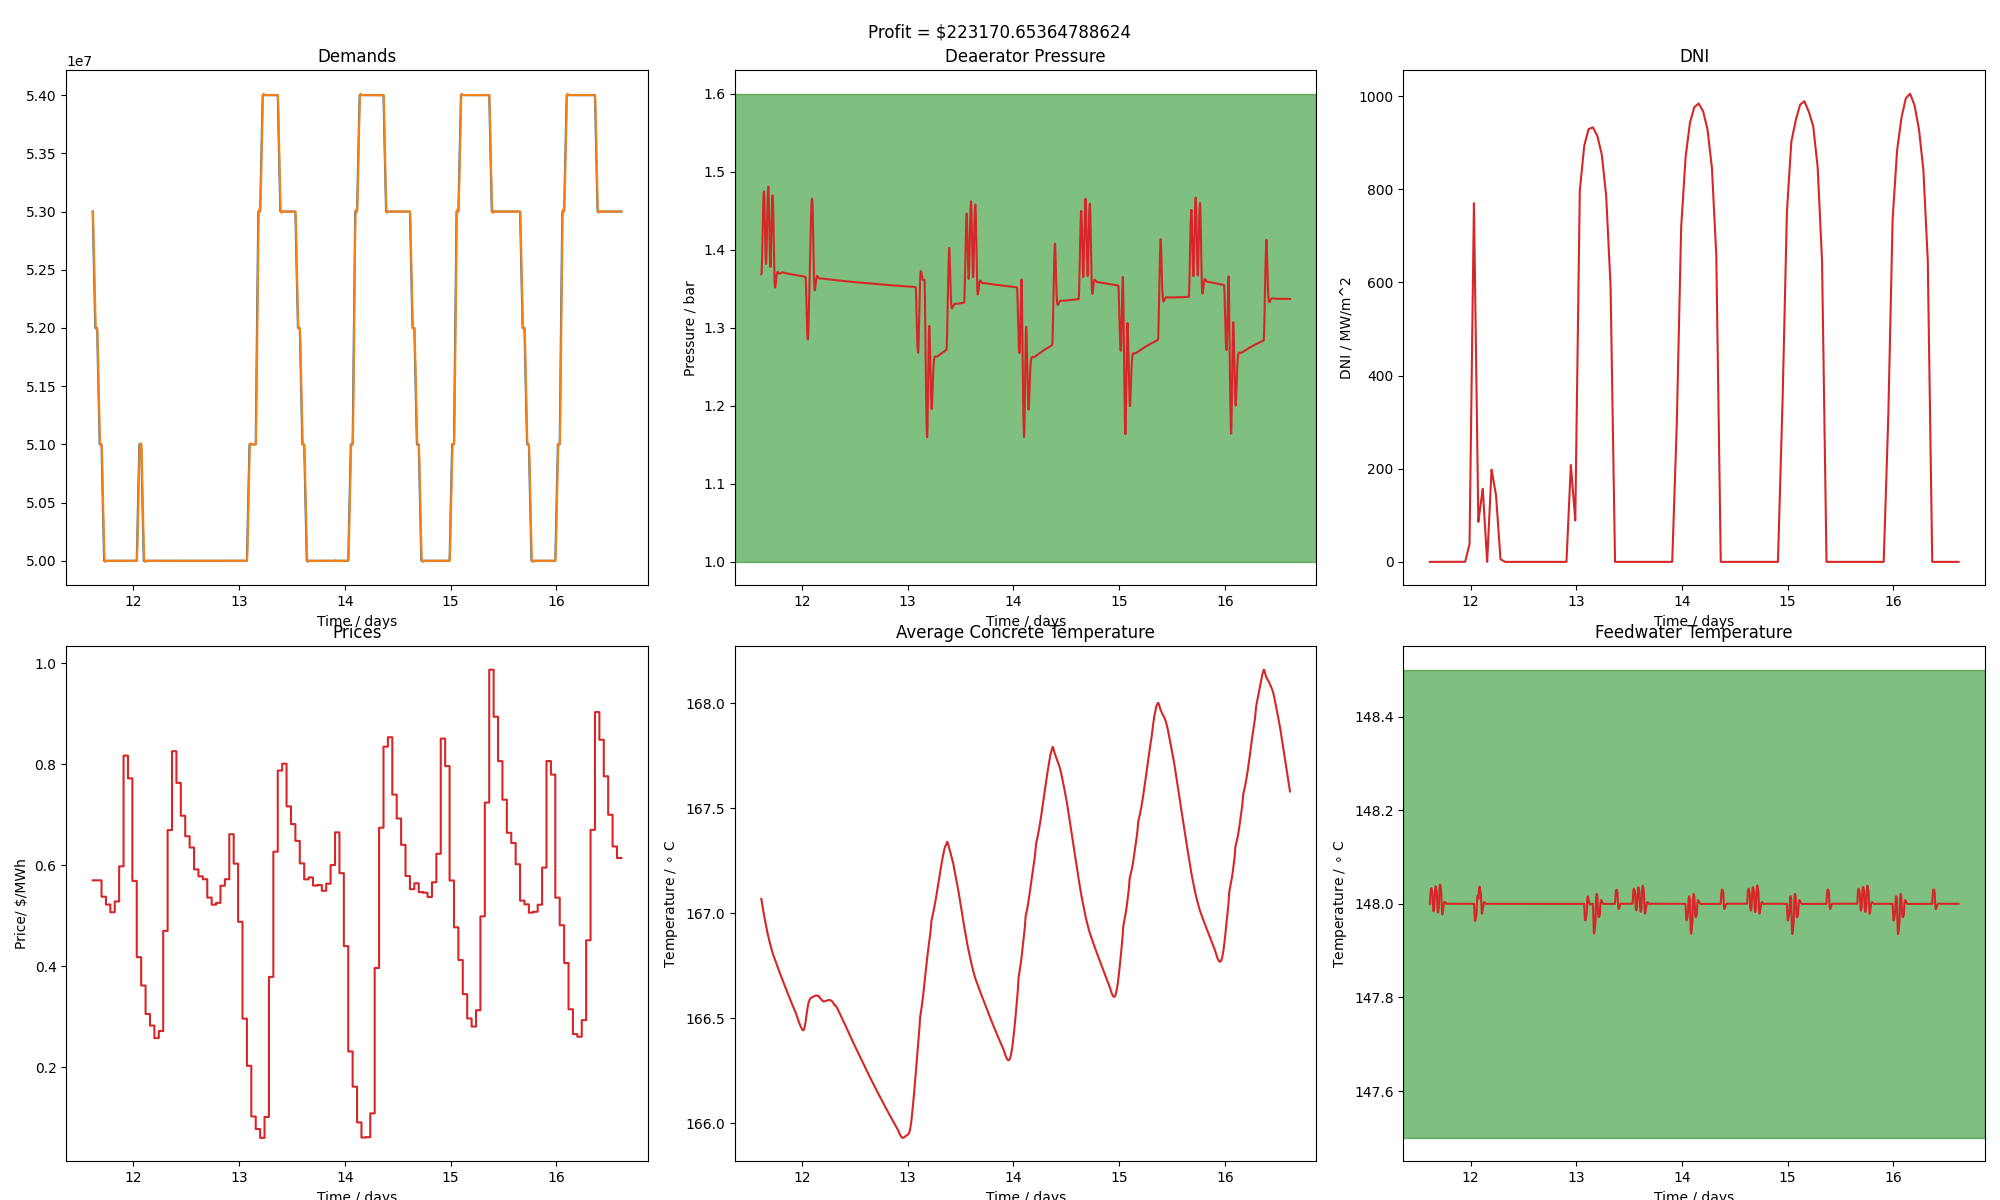 Profit = $223170.65364788624
Demands
1e7
5.40
5.35
5.30
5.25
5.20
5.15
5.10
5.05
5.00
12 13 14 15 16
Time / days
Deaerator Pressure
Pressure / bar
1.6
1.5
1.4
1.3
1.2
1.1
1.0
12 13 14 15 16
Time / days
DNI
DNI / MW/m^2
1000
800
600
400
200
0
12 13 14 15 16
Time / days
Prices
Price/ $/MWh
1.0
0.8
0.6
0.4
0.2
12 13 14 15 16
Time / days
Average Concrete Temperature
Temperature / ∘ C
168.0
167.5
167.0
166.5
166.0
12 13 14 15 16
Time / days
Feedwater Temperature
Temperature / ∘ C
148.4
148.2
148.0
147.8
147.6
12 13 14 15 16
Time / days